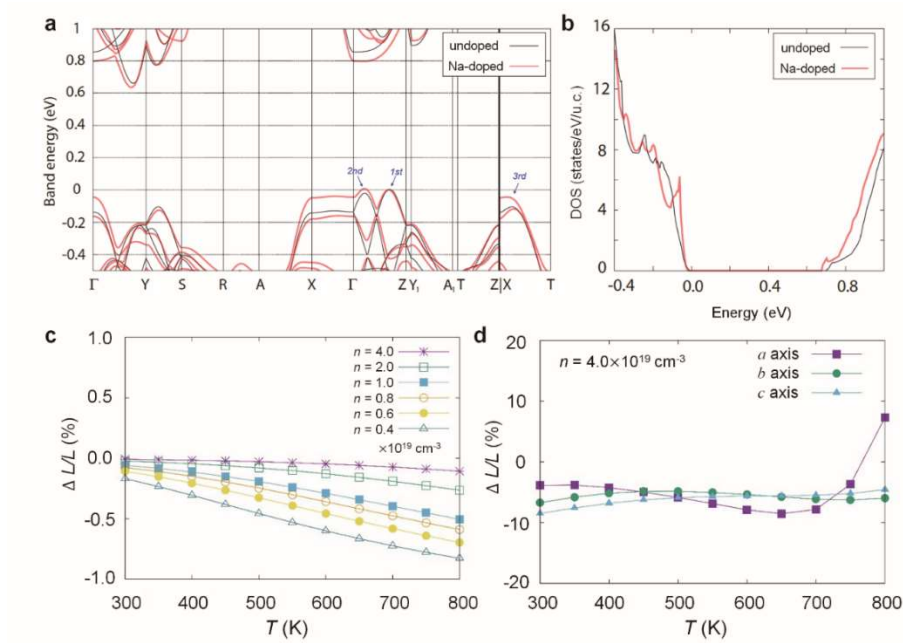 a
Band energy (eV)
1
0.8
0.6
0.4
0.2
0
-0.2
-0.4
undoped
Na-doped
2nd
1st
3rd
Γ Y S R A X Γ Z Y₁ A₁ T Z|X T
b
DOS (states/eV/u.c.)
16
12
8
4
0
undoped
Na-doped
-0.4 0.0 0.4 0.8
Energy (eV)
c
Δ L/L (%)
1.0
0.5
0.0
-0.5
-1.0
n = 4.0
n = 2.0
n = 1.0
n = 0.8
n = 0.6
n = 0.4
×10¹⁹ cm⁻³
300 400 500 600 700 800
T (K)
d
Δ L/L (%)
20
10
0
-10
-20
n = 4.0×10¹⁹ cm⁻³
a axis
b axis
c axis
300 400 500 600 700 800
T (K)